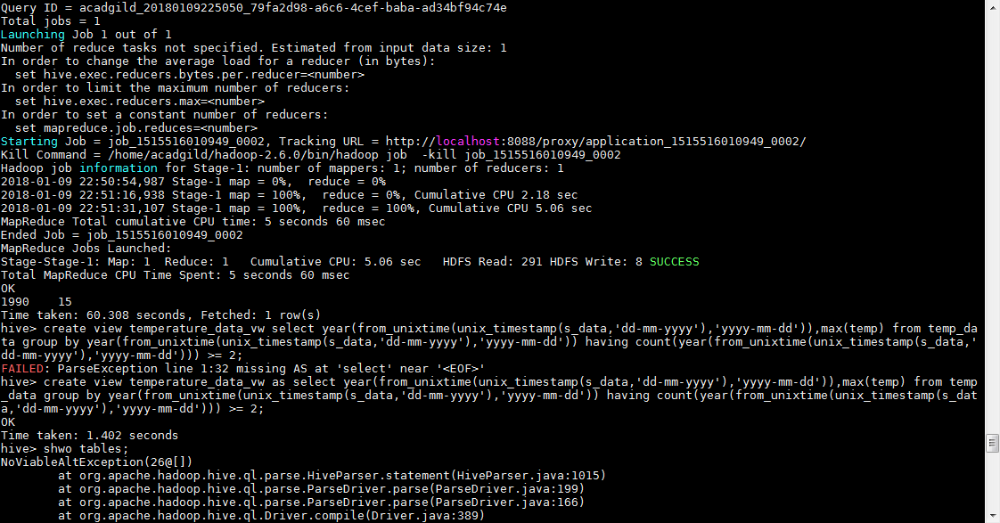 Query ID = acadgild_20180109225050_79fa2d98-a6c6-4cef-baba-ad34bf94c74e
Total jobs = 1
Launching Job 1 out of 1
Number of reduce tasks not specified. Estimated from input data size: 1
In order to change the average load for a reducer (in bytes):
  set hive.exec.reducers.bytes.per.reducer=<number>
In order to limit the maximum number of reducers:
  set hive.exec.reducers.max=<number>
In order to set a constant number of reducers:
  set mapreduce.job.reduces=<number>
Starting Job = job_1515516010949_0002, Tracking URL = http://localhost:8088/proxy/application_1515516010949_0002/
Kill Command = /home/acadgild/hadoop-2.6.0/bin/hadoop job  -kill job_1515516010949_0002
Hadoop job information for Stage-1: number of mappers: 1; number of reducers: 1
2018-01-09 22:50:54,987 Stage-1 map = 0%,  reduce = 0%
2018-01-09 22:51:16,938 Stage-1 map = 100%,  reduce = 0%, Cumulative CPU 2.18 sec
2018-01-09 22:51:31,107 Stage-1 map = 100%,  reduce = 100%, Cumulative CPU 5.06 sec
MapReduce Total cumulative CPU time: 5 seconds 60 msec
Ended Job = job_1515516010949_0002
MapReduce Jobs Launched:
Stage-Stage-1: Map: 1  Reduce: 1   Cumulative CPU: 5.06 sec   HDFS Read: 291 HDFS Write: 8 SUCCESS
Total MapReduce CPU Time Spent: 5 seconds 60 msec
OK
1990    15
Time taken: 60.308 seconds, Fetched: 1 row(s)
hive> create view temperature_data_vw select year(from_unixtime(unix_timestamp(s_data,'dd-mm-yyyy'),'yyyy-mm-dd')),max(temp) from temp_da
ta group by year(from_unixtime(unix_timestamp(s_data,'dd-mm-yyyy'),'yyyy-mm-dd')) having count(year(from_unixtime(unix_timestamp(s_data,'
dd-mm-yyyy'),'yyyy-mm-dd'))) >= 2;
FAILED: ParseException line 1:32 missing AS at 'select' near '<EOF>'
hive> create view temperature_data_vw as select year(from_unixtime(unix_timestamp(s_data,'dd-mm-yyyy'),'yyyy-mm-dd')),max(temp) from temp
_data group by year(from_unixtime(unix_timestamp(s_data,'dd-mm-yyyy'),'yyyy-mm-dd')) having count(year(from_unixtime(unix_timestamp(s_dat
a,'dd-mm-yyyy'),'yyyy-mm-dd'))) >= 2;
OK
Time taken: 1.402 seconds
hive> shwo tables;
NoViableAltException(26@[])
        at org.apache.hadoop.hive.ql.parse.HiveParser.statement(HiveParser.java:1015)
        at org.apache.hadoop.hive.ql.parse.ParseDriver.parse(ParseDriver.java:199)
        at org.apache.hadoop.hive.ql.parse.ParseDriver.parse(ParseDriver.java:166)
        at org.apache.hadoop.hive.ql.Driver.compile(Driver.java:389)